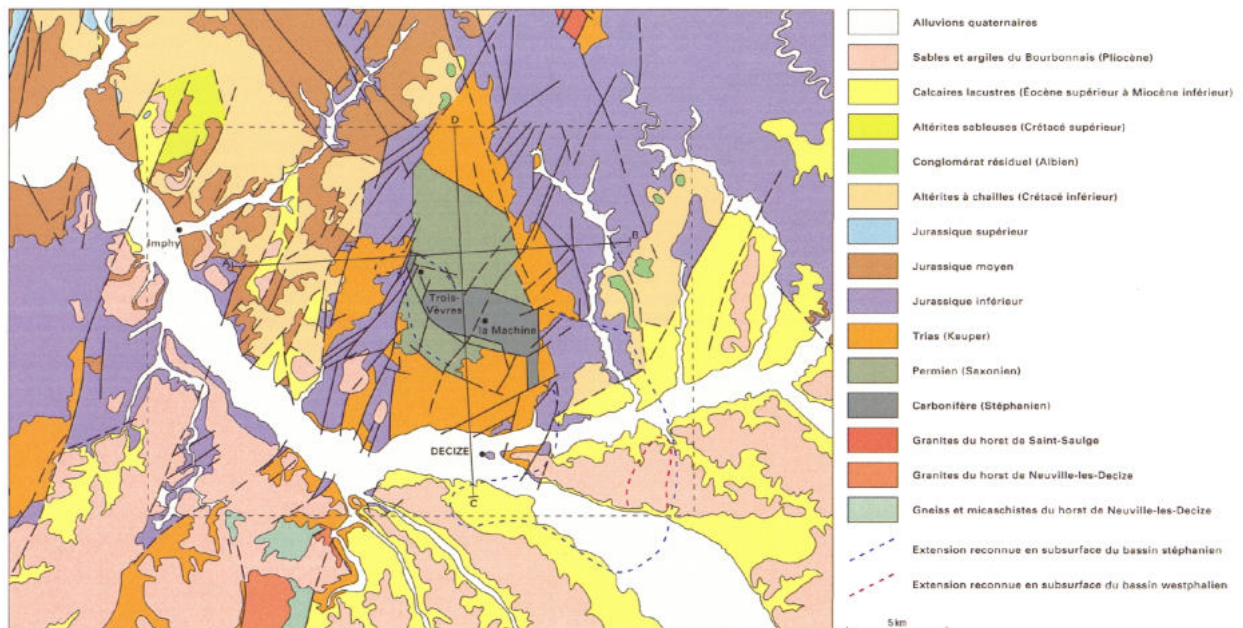 D
B
Imphy
A
Trois-
Vèvres
la Machine
DECIZE
C
Alluvions quaternaires
Sables et argiles du Bourbonnais (Pliocène)
Calcaires lacustres (Éocène supérieur à Miocène inférieur)
Altérites sableuses (Crétacé supérieur)
Conglomérat résiduel (Albien)
Altérites à chailles (Crétacé inférieur)
Jurassique supérieur
Jurassique moyen
Jurassique inférieur
Trias (Keuper)
Permien (Saxonien)
Carbonifère (Stéphanien)
Granites du horst de Saint-Saulge
Granites du horst de Neuville-les-Decize
Gneiss et micaschistes du horst de Neuville-les-Decize
Extension reconnue en subsurface du bassin stéphanien
Extension reconnue en subsurface du bassin westphalien
5 km